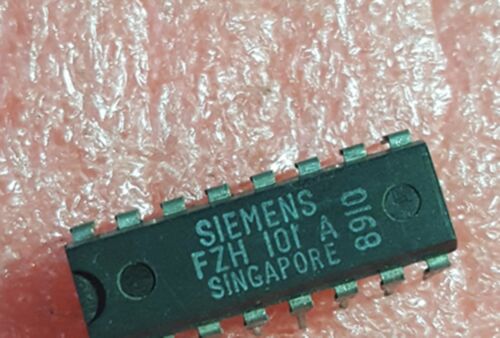 SIEMENS
FZH 101 A
SINGAPORE
8910